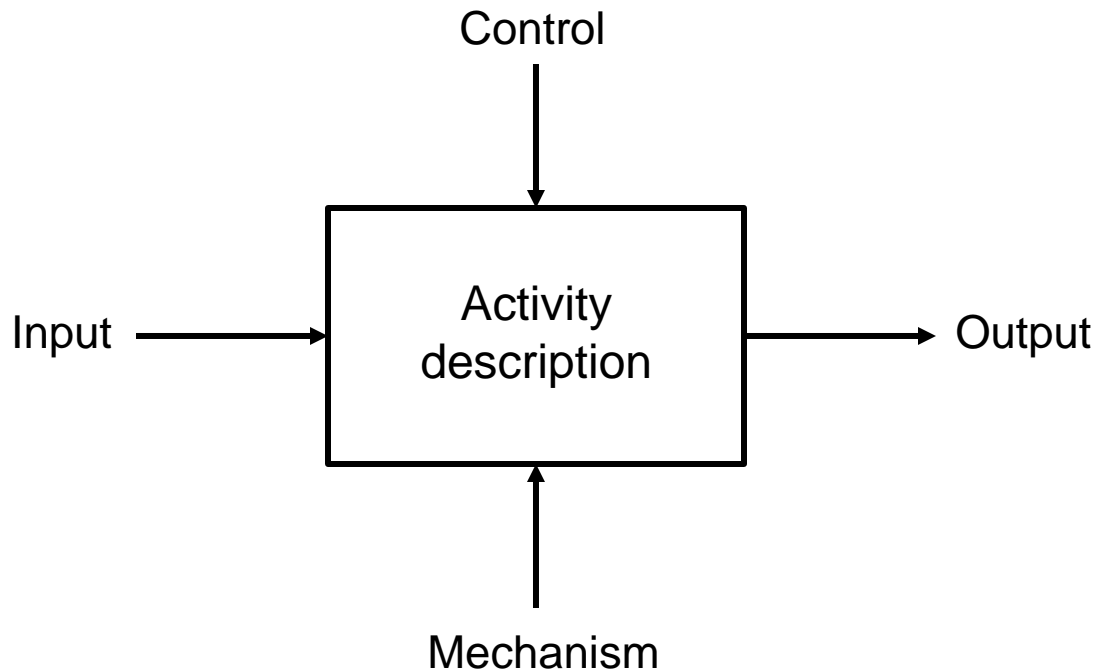 Control
Input
Activity
description
Output
Mechanism